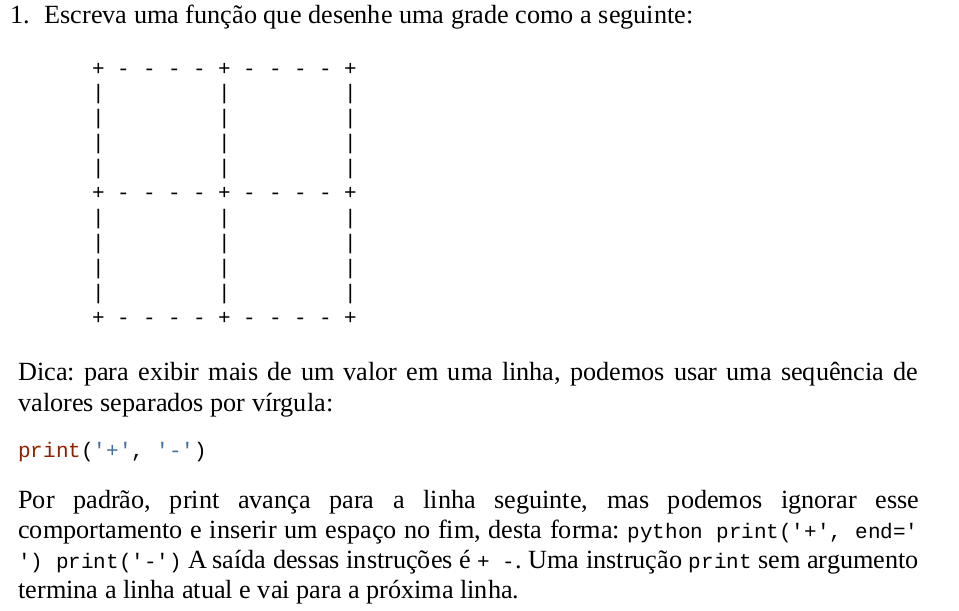 1. Escreva uma função que desenhe uma grade como a seguinte:
+ - - - - + - - - - +
|         |         |
|         |         |
|         |         |
|         |         |
+ - - - - + - - - - +
|         |         |
|         |         |
|         |         |
|         |         |
+ - - - - + - - - - +
Dica: para exibir mais de um valor em uma linha, podemos usar uma sequência de
valores separados por vírgula:
print('+', '-')
Por padrão, print avança para a linha seguinte, mas podemos ignorar esse
comportamento e inserir um espaço no fim, desta forma: python print('+', end='
') print('-') A saída dessas instruções é + -. Uma instrução print sem argumento
termina a linha atual e vai para a próxima linha.